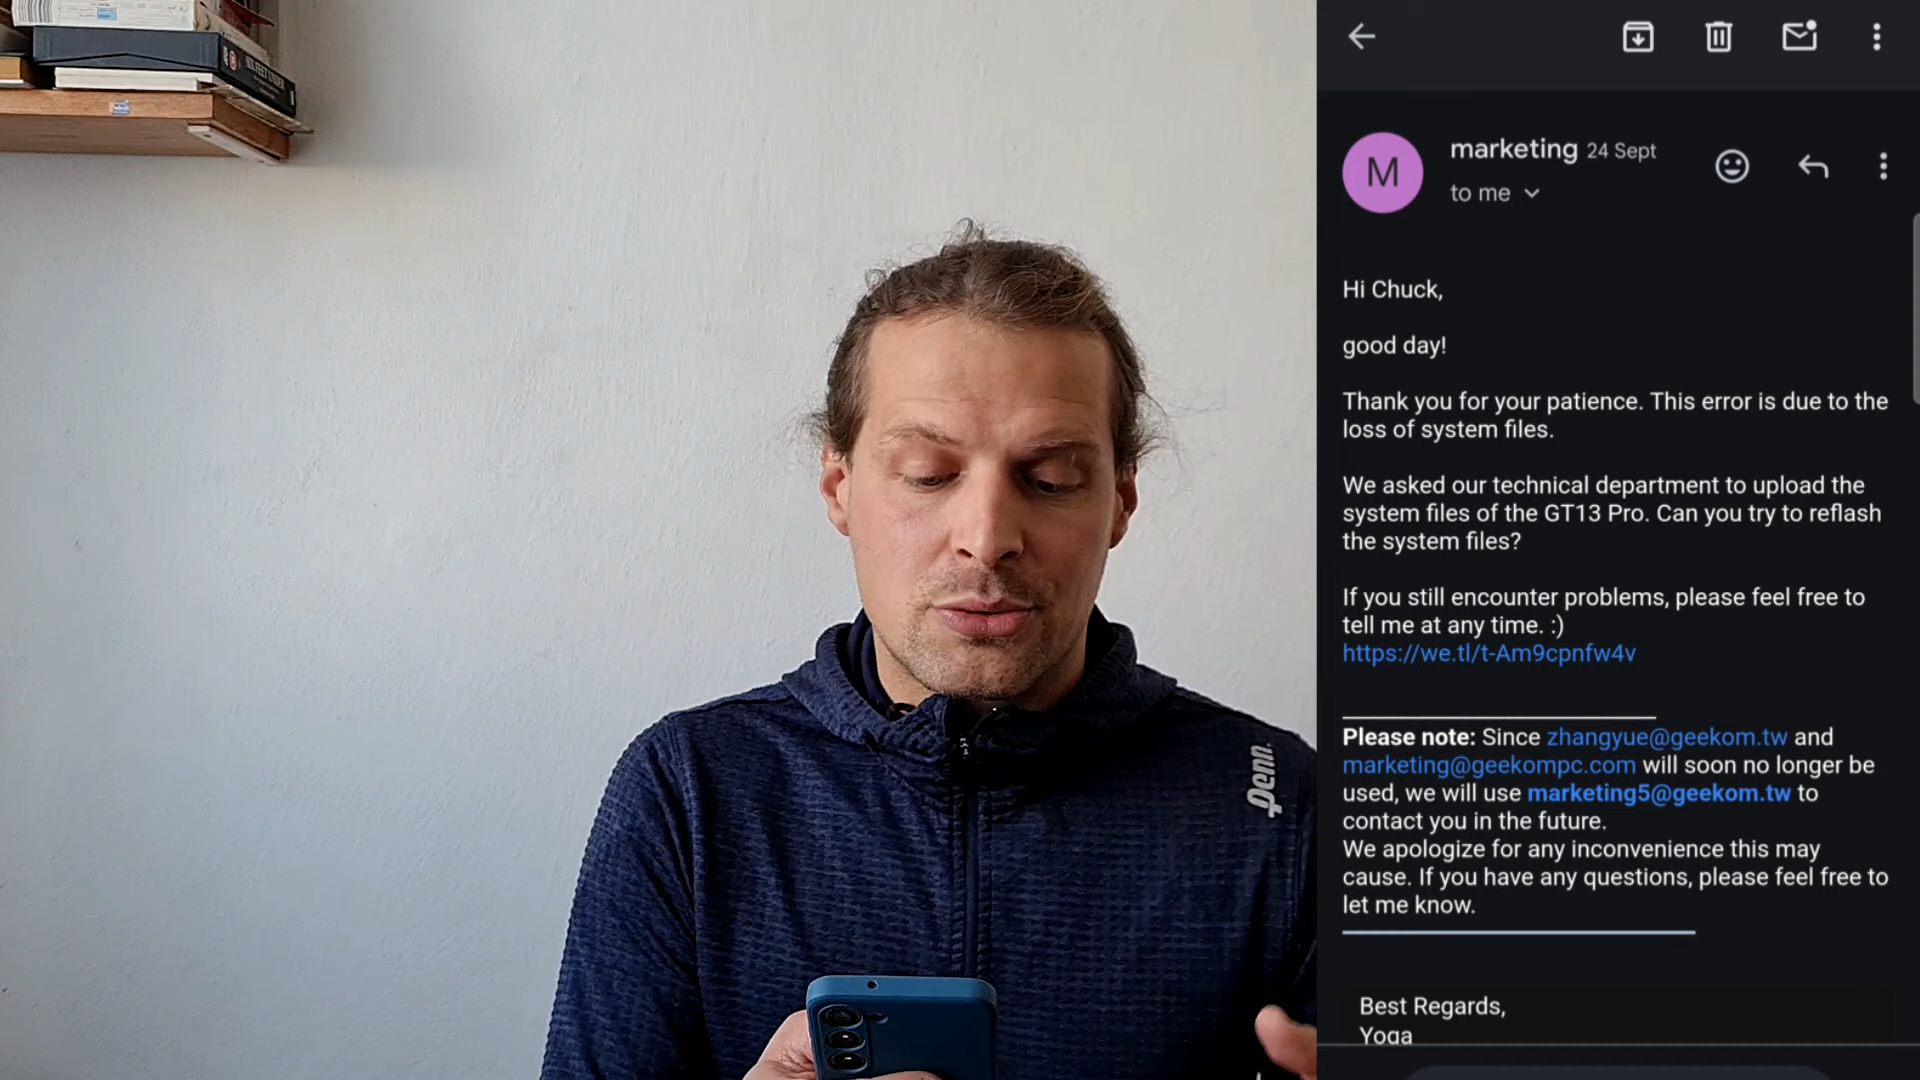 SIX FEET UNDER
Penn.
M
marketing 24 Sept
to me
Hi Chuck,
good day!
Thank you for your patience. This error is due to the
loss of system files.
We asked our technical department to upload the
system files of the GT13 Pro. Can you try to reflash
the system files?
If you still encounter problems, please feel free to
tell me at any time. :)
https://we.tl/t-Am9cpnfw4v
Please note: Since zhangyue@geekom.tw and
marketing@geekompc.com will soon no longer be
used, we will use marketing5@geekom.tw to
contact you in the future.
We apologize for any inconvenience this may
cause. If you have any questions, please feel free to
let me know.
Best Regards,
Yoga